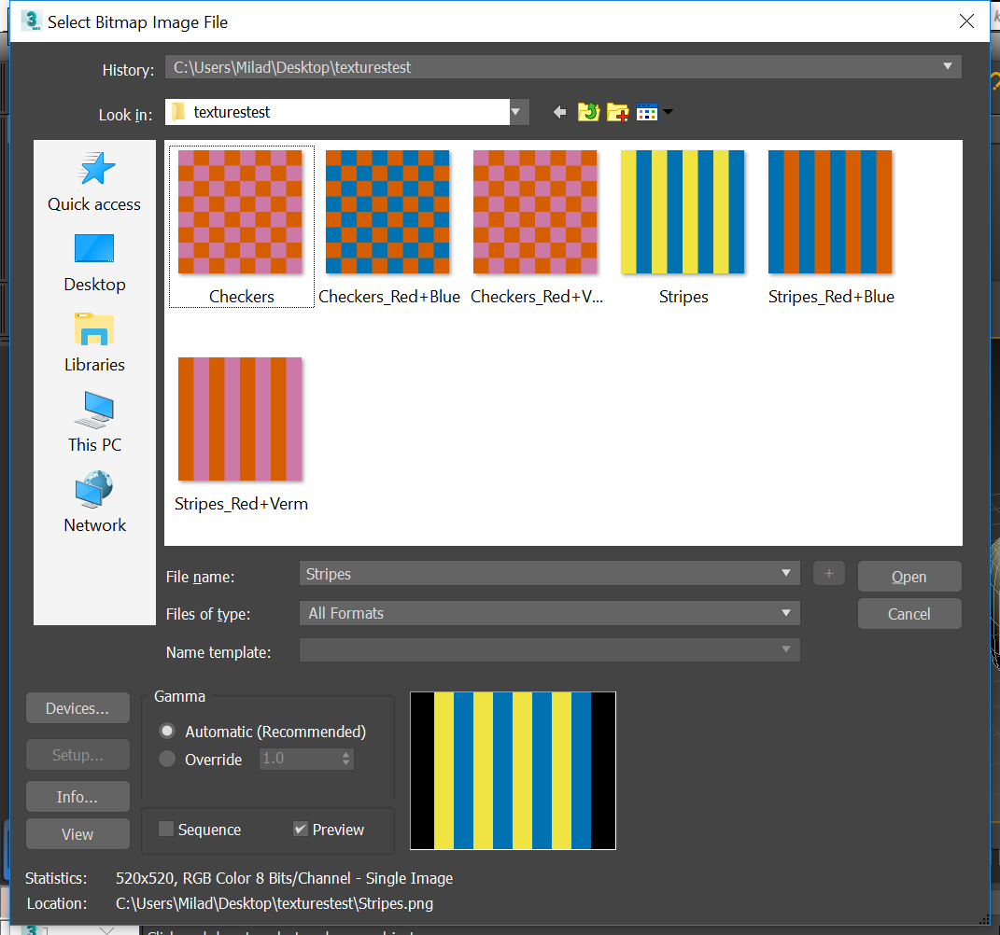 Select Bitmap Image File
History: C:\Users\Milad\Desktop\texturestest
Look in: texturestest
Quick access
Desktop
Libraries
This PC
Network
Checkers Checkers_Red+Blue Checkers_Red+V... Stripes Stripes_Red+Blue
Stripes_Red+Verm
File name: Stripes + Open
Files of type: All Formats Cancel
Name template:
Devices...
Setup...
Info...
View
Gamma
Automatic (Recommended)
Override 1.0
Sequence Preview
Statistics: 520x520, RGB Color 8 Bits/Channel - Single Image
Location: C:\Users\Milad\Desktop\texturestest\Stripes.png